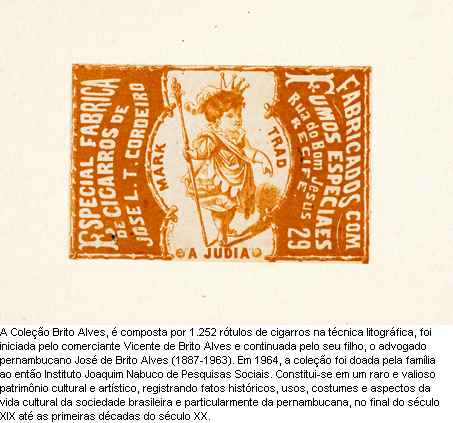 ESPECIAL FABRICA
DE CIGARROS DE
JOSE L. T. CORDEIRO
MARK
TRAD
A JUDIA
FABRICADOS COM
FUMOS ESPECIAES
Rua do Bom Jesus
RECIFE
29
A Coleção Brito Alves, é composta por 1.252 rótulos de cigarros na técnica litográfica, foi
iniciada pelo comerciante Vicente de Brito Alves e continuada pelo seu filho, o advogado
pernambucano José de Brito Alves (1887-1963). Em 1964, a coleção foi doada pela família
ao então Instituto Joaquim Nabuco de Pesquisas Sociais. Constitui-se em um raro e valioso
patrimônio cultural e artístico, registrando fatos históricos, usos, costumes e aspectos da
vida cultural da sociedade brasileira e particularmente da pernambucana, no final do século
XIX até as primeiras décadas do século XX.